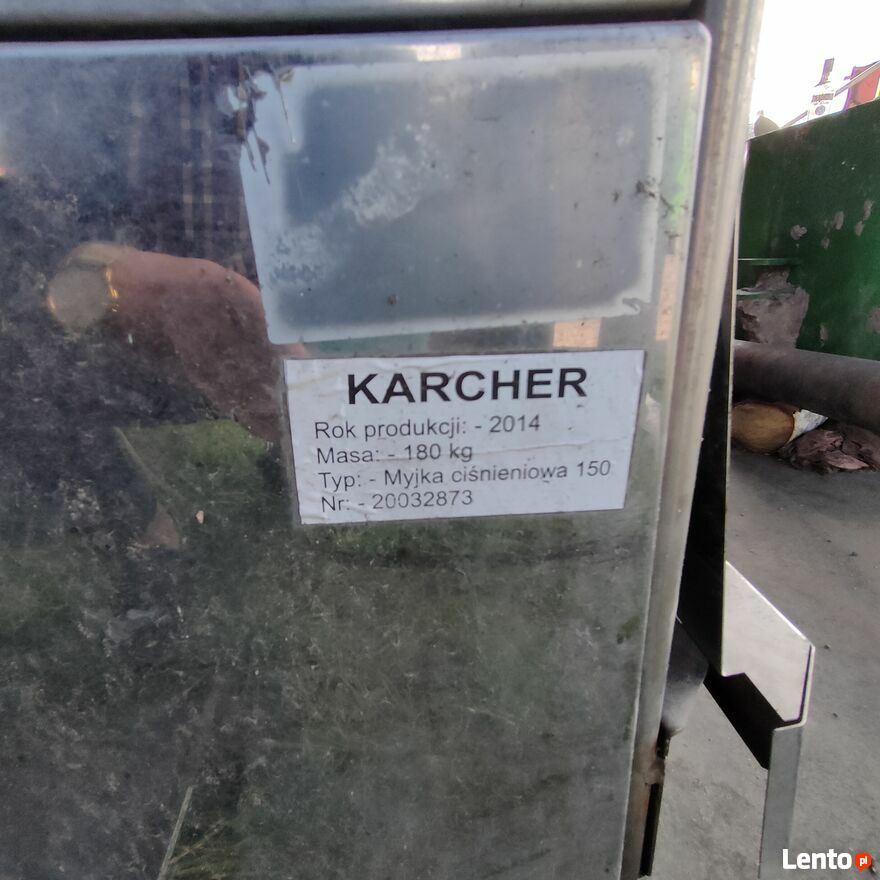 KARCHER
Rok produkcji: - 2014
Masa: - 180 kg
Typ: - Myjka ciśnieniowa 150
Nr: - 20032873
Lento pl